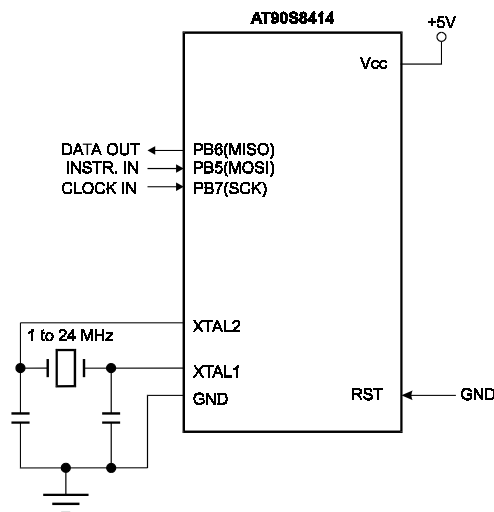 AT90S8414
+5V
Vcc
DATA OUT PB6(MISO)
INSTR. IN PB5(MOSI)
CLOCK IN PB7(SCK)
XTAL2
1 to 24 MHz
XTAL1
GND
RST GND